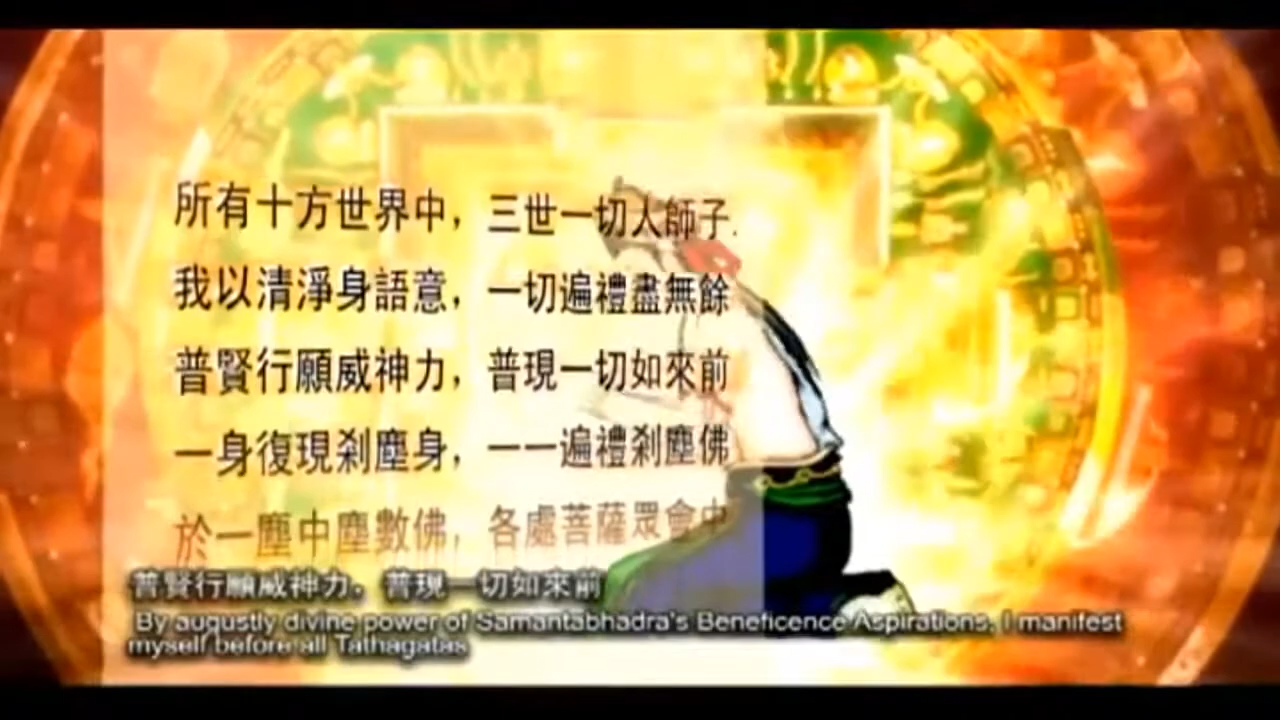 所有十方世界中，三世一切人師子.
我以清淨身語意，一切遍禮盡無餘
普賢行願威神力，普現一切如來前
一身復現剎塵身，一一遍禮剎塵佛
於一塵中塵數佛，各處菩薩眾會中
普賢行願威神力，普現一切如來前
By augustly divine power of Samantabhadra's Beneficence Aspirations, I manifest
myself before all Tathagatas